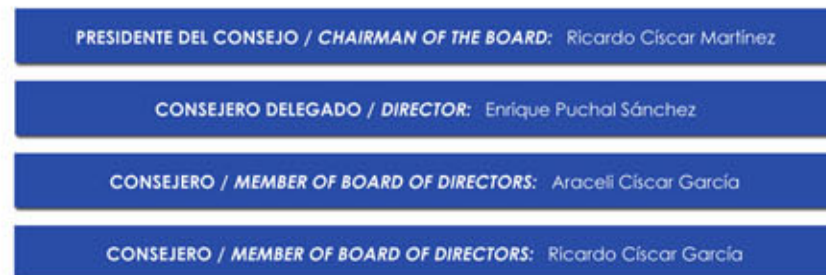 PRESIDENTE DEL CONSEJO / CHAIRMAN OF THE BOARD: Ricardo Císcar Martínez
CONSEJERO DELEGADO / DIRECTOR: Enrique Puchal Sánchez
CONSEJERO / MEMBER OF BOARD OF DIRECTORS: Araceli Císcar García
CONSEJERO / MEMBER OF BOARD OF DIRECTORS: Ricardo Císcar García